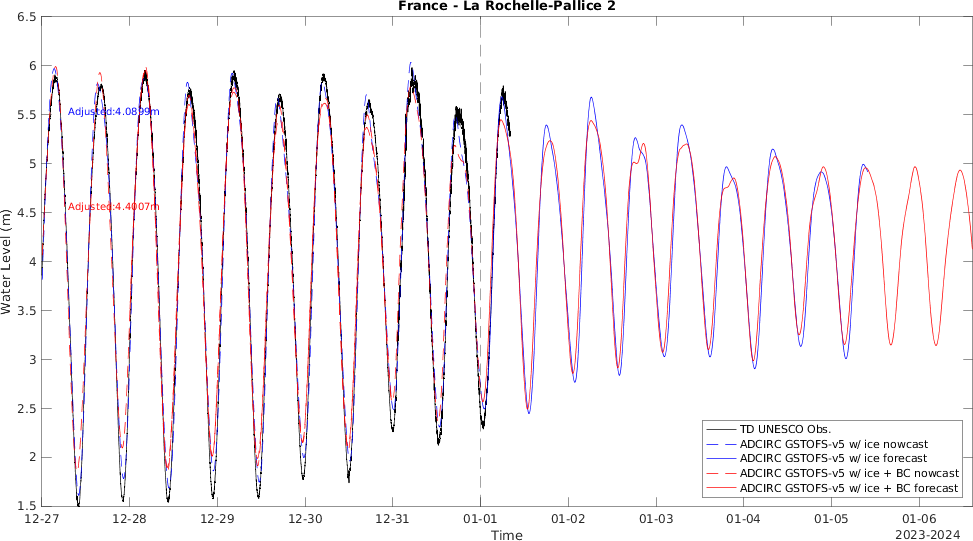 France - La Rochelle-Pallice 2
6.5
6
5.5
5
4.5
4
3.5
3
2.5
2
1.5
Water Level (m)
Adjusted:4.0899m
Adjusted:4.4007m
TD UNESCO Obs.
ADCIRC GSTOFS-v5 w/ ice nowcast
ADCIRC GSTOFS-v5 w/ ice forecast
ADCIRC GSTOFS-v5 w/ ice + BC nowcast
ADCIRC GSTOFS-v5 w/ ice + BC forecast
12-27 12-28 12-29 12-30 12-31 01-01 01-02 01-03 01-04 01-05 01-06
Time
2023-2024